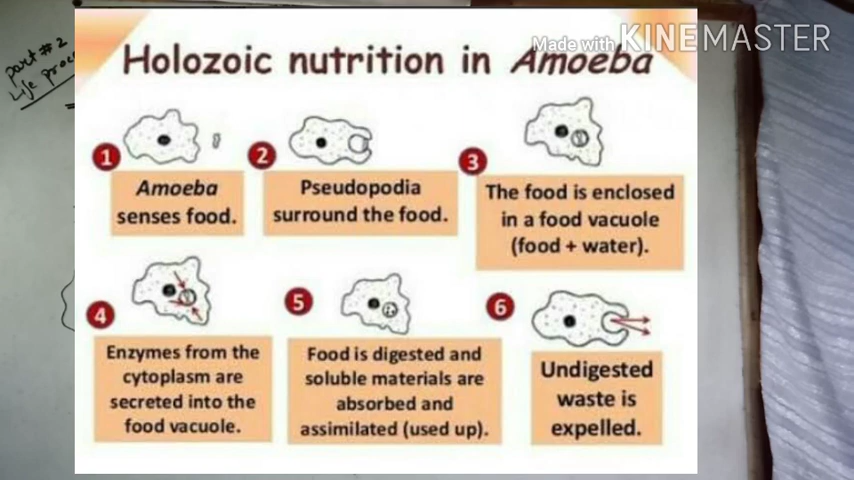 Made with KINEMASTER
part # 2
Life
Holozoic nutrition in Amoeba
1
Amoeba
senses food.
2
Pseudopodia
surround the food.
3
The food is enclosed
in a food vacuole
(food + water).
4
Enzymes from the
cytoplasm are
secreted into the
food vacuole.
5
Food is digested and
soluble materials are
absorbed and
assimilated (used up).
6
Undigested
waste is
expelled.